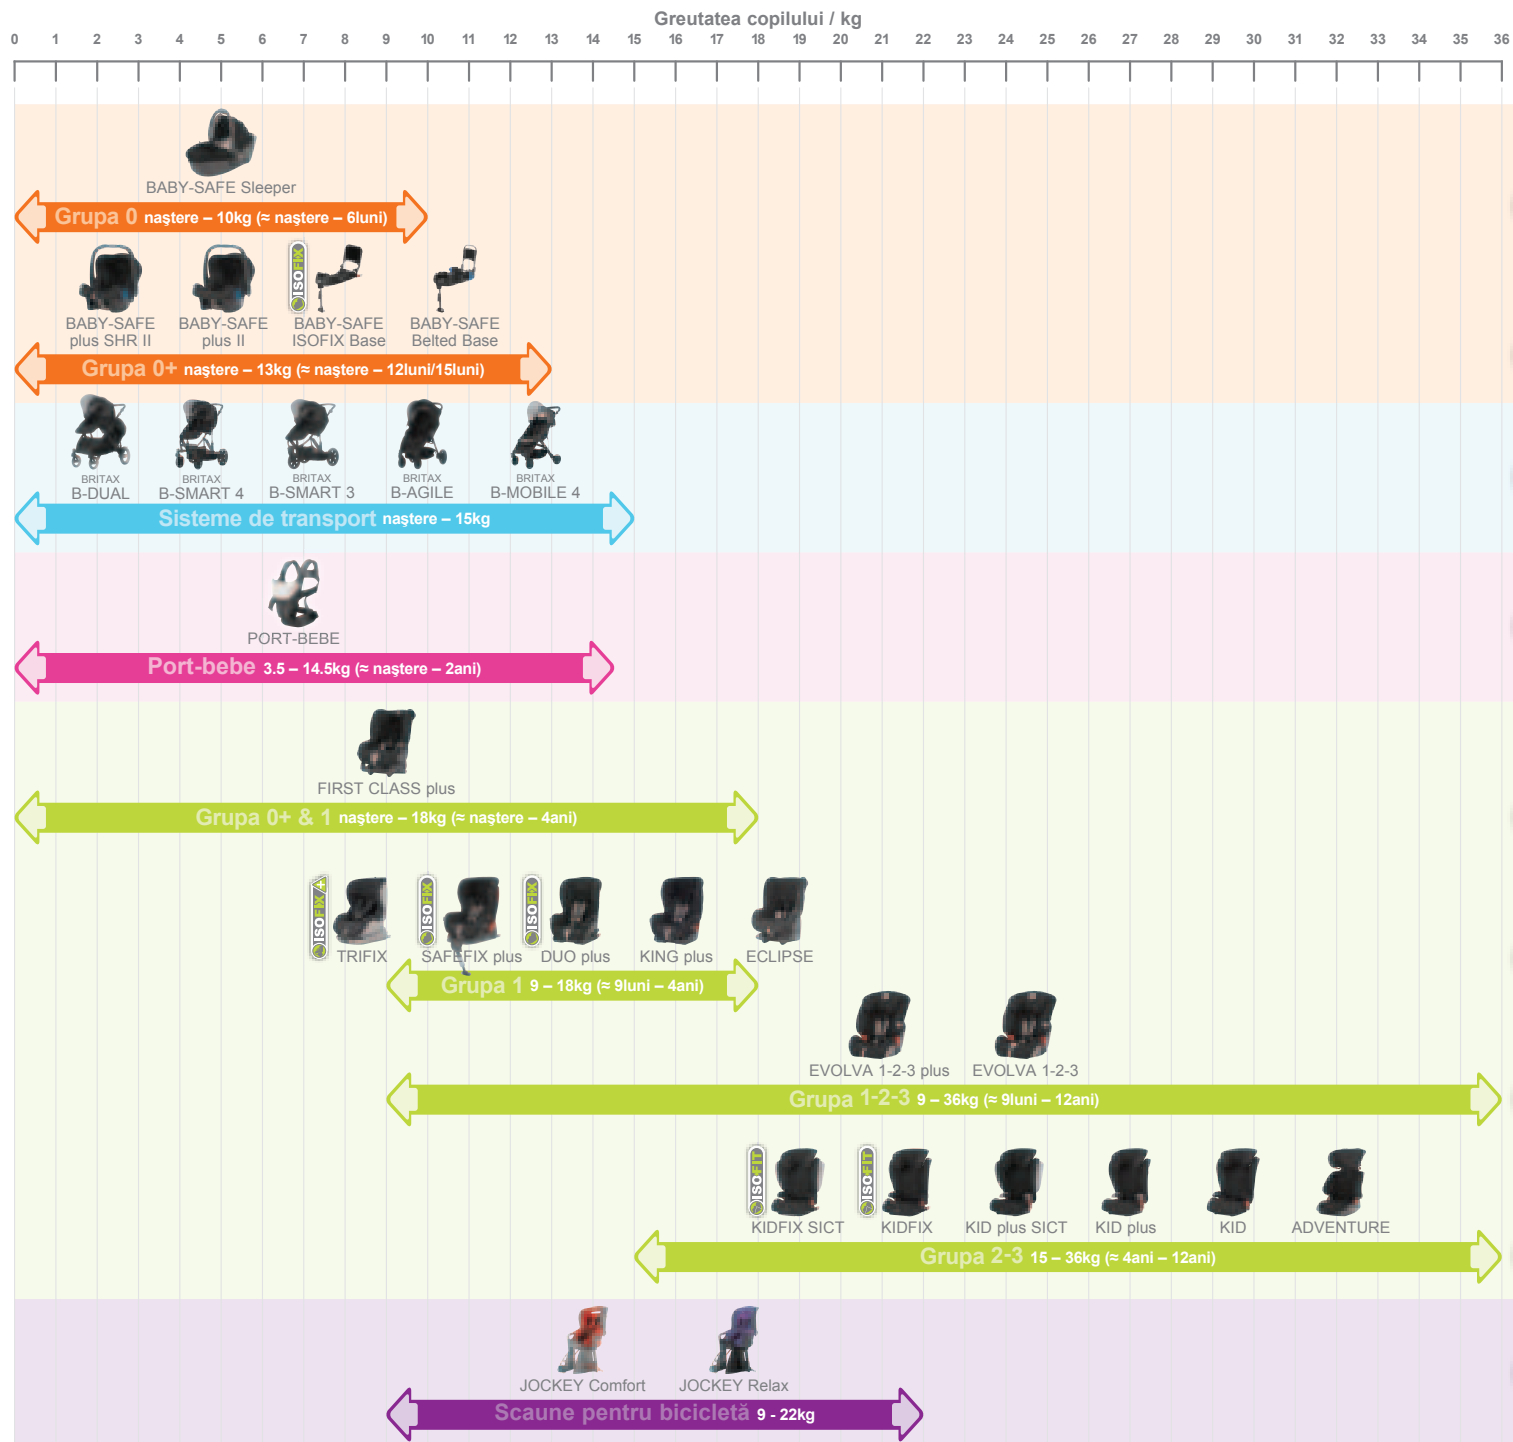 Greutatea copilului / kg
0 1 2 3 4 5 6 7 8 9 10 11 12 13 14 15 16 17 18 19 20 21 22 23 24 25 26 27 28 29 30 31 32 33 34 35 36
BABY-SAFE Sleeper
Grupa 0 naştere – 10kg (≈ naştere – 6luni)
ISOFIX
BABY-SAFE plus SHR II
BABY-SAFE plus II
BABY-SAFE ISOFIX Base
BABY-SAFE Belted Base
Grupa 0+ naştere – 13kg (≈ naştere – 12luni/15luni)
BRITAX B-DUAL
BRITAX B-SMART 4
BRITAX B-SMART 3
BRITAX B-AGILE
BRITAX B-MOBILE 4
Sisteme de transport naştere – 15kg
PORT-BEBE
Port-bebe 3.5 – 14.5kg (≈ naştere – 2ani)
FIRST CLASS plus
Grupa 0+ & 1 naştere – 18kg (≈ naştere – 4ani)
ISOFIX+ ISOFIX ISOFIX
TRIFIX SAFEFIX plus DUO plus KING plus ECLIPSE
Grupa 1 9 – 18kg (≈ 9luni – 4ani)
EVOLVA 1-2-3 plus EVOLVA 1-2-3
Grupa 1-2-3 9 – 36kg (≈ 9luni – 12ani)
ISOFIT ISOFIT
KIDFIX SICT KIDFIX KID plus SICT KID plus KID ADVENTURE
Grupa 2-3 15 – 36kg (≈ 4ani – 12ani)
JOCKEY Comfort JOCKEY Relax
Scaune pentru bicicletă 9 - 22kg